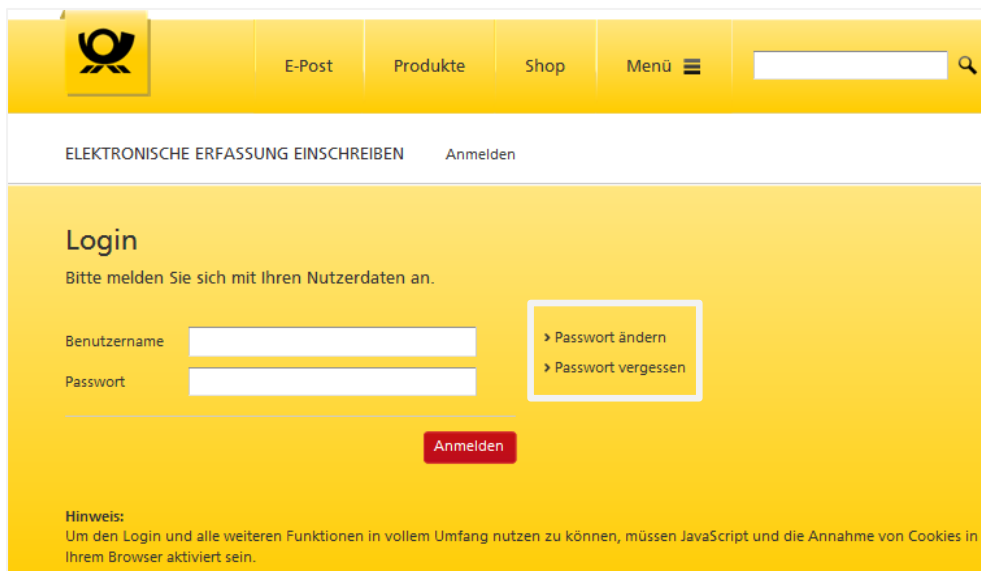 E-Post Produkte Shop Menü
ELEKTRONISCHE ERFASSUNG EINSCHREIBEN Anmelden
Login
Bitte melden Sie sich mit Ihren Nutzerdaten an.
Benutzername
Passwort
› Passwort ändern
› Passwort vergessen
Anmelden
Hinweis:
Um den Login und alle weiteren Funktionen in vollem Umfang nutzen zu können, müssen JavaScript und die Annahme von Cookies in
Ihrem Browser aktiviert sein.